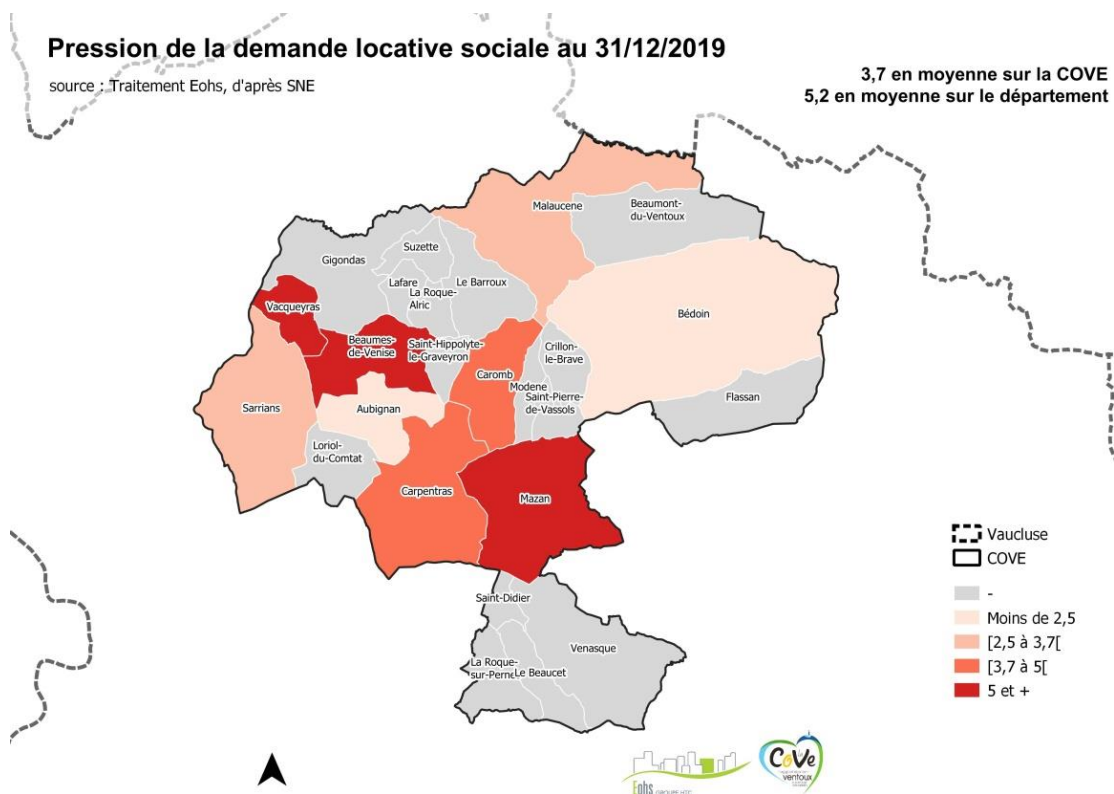 Pression de la demande locative sociale au 31/12/2019
source : Traitement Eohs, d'après SNE
3,7 en moyenne sur la COVE
5,2 en moyenne sur le département
Malaucene
Beaumont-
du-Ventoux
Suzette
Gigondas
Lafare
La Roque-
Alric
Le Barroux
Vacqueyras
Bédoin
Beaumes-
de-Venise
Saint-Hippolyte-
le-Graveyron
Crillon-
le-Brave
Caromb
Modene
Saint-Pierre-
de-Vassols
Flassan
Sarrians
Aubignan
Loriol-
du-Comtat
Carpentras
Mazan
Saint-Didier
Venasque
La Roque-
sur-Perne
Le Beaucet
Vaucluse
COVE
-
Moins de 2,5
[2,5 à 3,7[
[3,7 à 5[
5 et +
Eohs
CoVe
ventoux